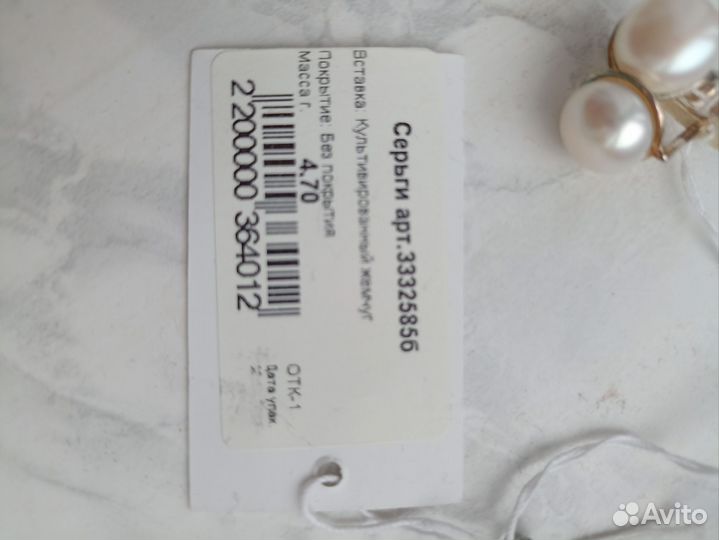 Серьги арт.3332585б
Вставка: Культивированный жемчуг
Покрытие: Без покрытия
Масса г. 4.70
2 200000 364012
ОТК-1
Дата упак.
Avito